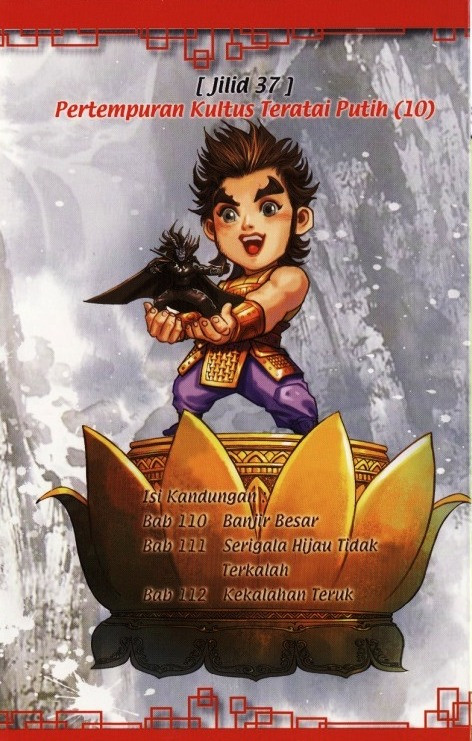 [ Jilid 37 ]
Pertempuran Kultus Teratai Putih (10)
Isi Kandungan :
Bab 110 Banjir Besar
Bab 111 Serigala Hijau Tidak
Terkalah
Bab 112 Kekalahan Teruk